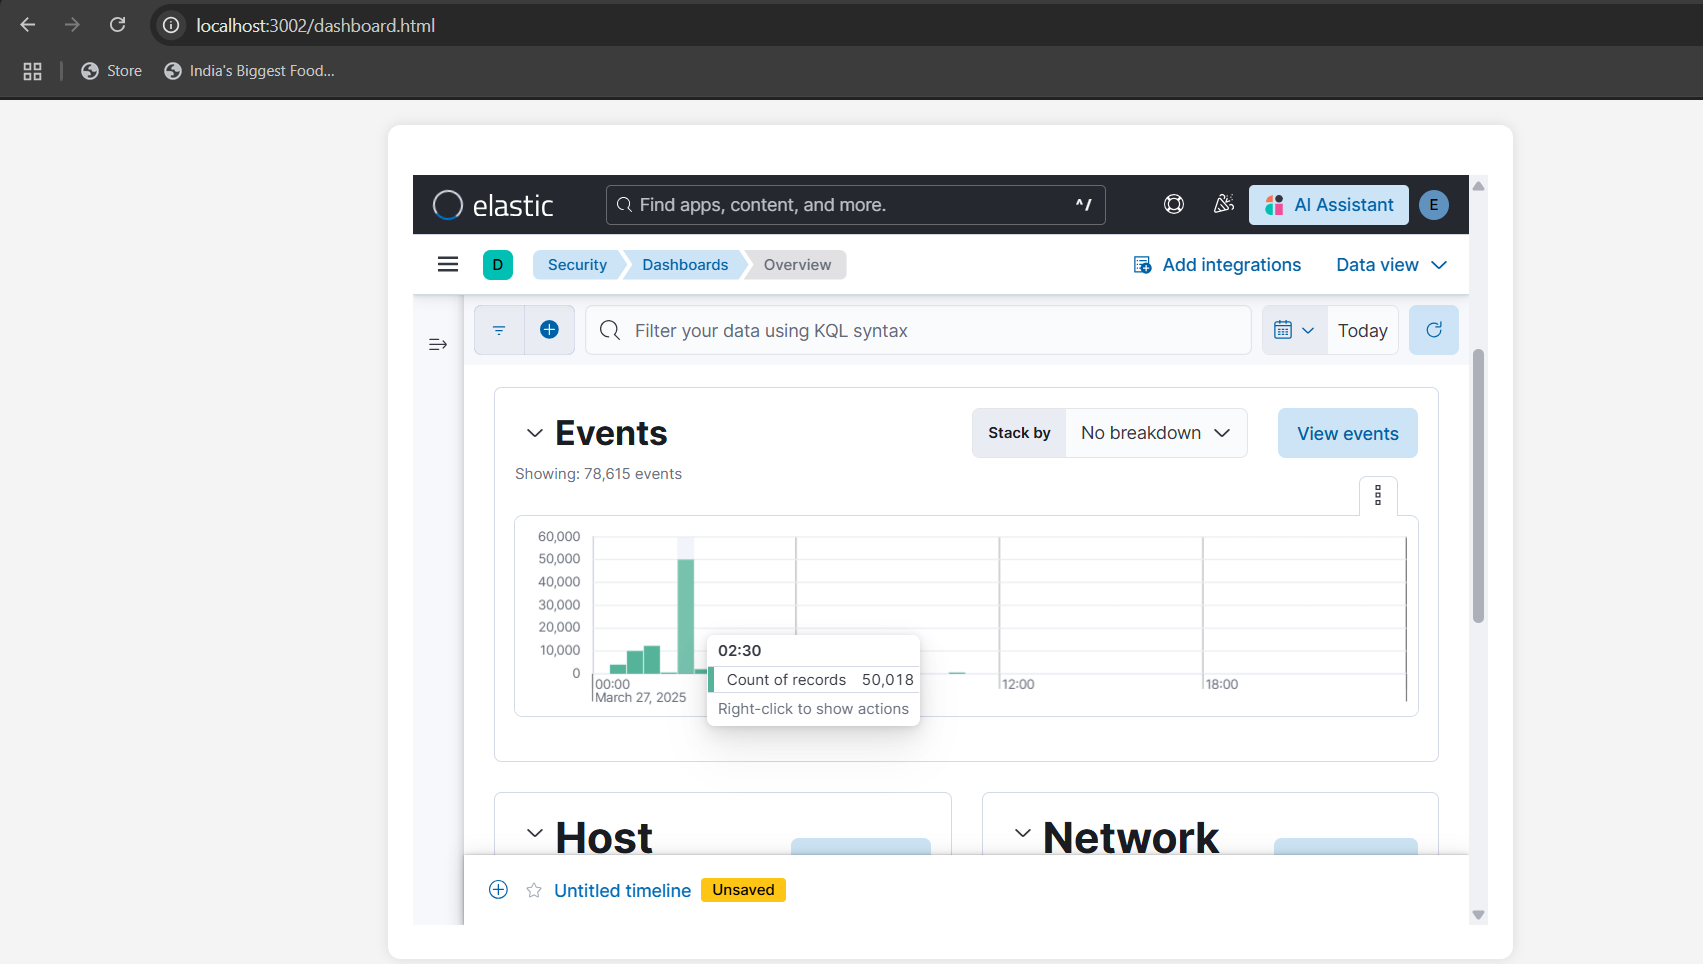 localhost:3002/dashboard.html
Store India's Biggest Food...
elastic Find apps, content, and more. ^/ AI Assistant E
D Security Dashboards Overview Add integrations Data view
Filter your data using KQL syntax Today
Events Stack by No breakdown View events
Showing: 78,615 events
60,000
50,000
40,000
30,000
20,000
10,000
0
00:00
March 27, 2025
12:00
18:00
02:30
Count of records 50,018
Right-click to show actions
Host Network
Untitled timeline Unsaved